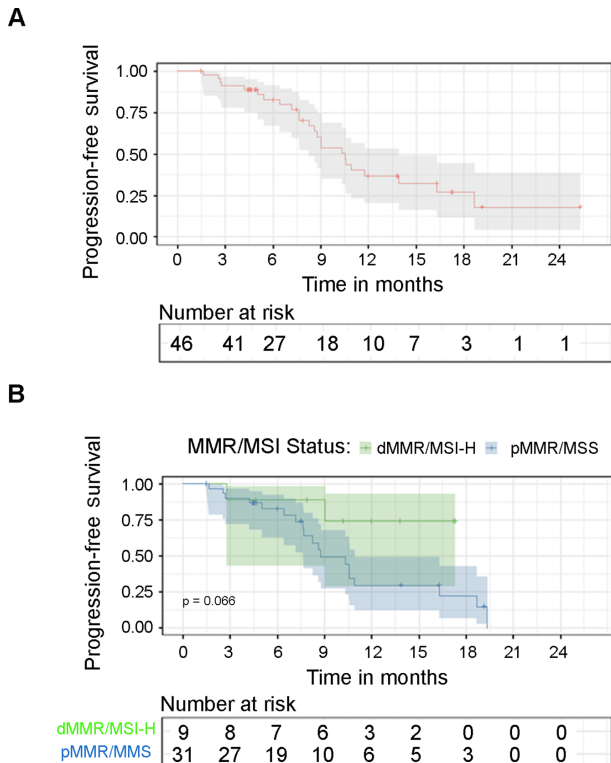 A
Progression-free survival
1.00
0.75
0.50
0.25
0.00
0 3 6 9 12 15 18 21 24
Time in months
Number at risk
46 41 27 18 10 7 3 1 1
B
MMR/MSI Status: dMMR/MSI-H pMMR/MSS
Progression-free survival
1.00
0.75
0.50
0.25
0.00
p = 0.066
0 3 6 9 12 15 18 21 24
Time in months
Number at risk
dMMR/MSI-H 9 8 7 6 3 2 0 0 0
pMMR/MMS 31 27 19 10 6 5 3 0 0